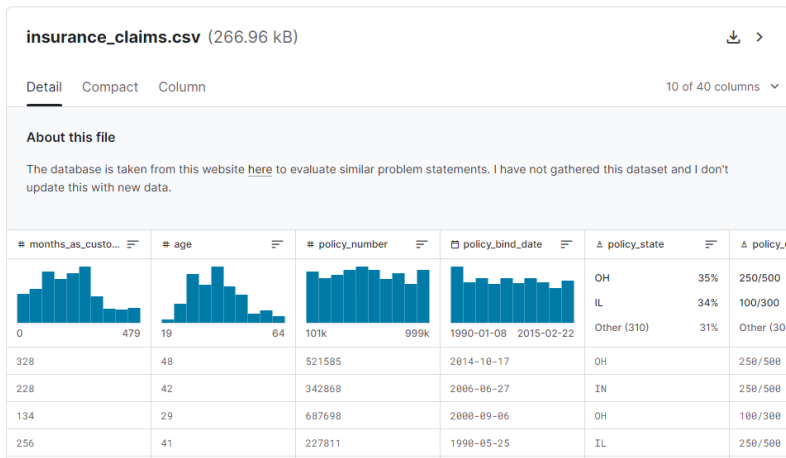 insurance_claims.csv (266.96 kB)
Detail Compact Column 10 of 40 columns
About this file
The database is taken from this website here to evaluate similar problem statements. I have not gathered this dataset and I don't
update this with new data.
# months_as_custo... # age # policy_number policy_bind_date policy_state policy_c
OH 35% 250/500
IL 34% 100/300
Other (310) 31% Other (30
0 479 19 64 101k 999k 1990-01-08 2015-02-22
328 48 521585 2014-10-17 OH 250/500
228 42 342868 2006-06-27 IN 250/500
134 29 687698 2000-09-06 OH 100/300
256 41 227811 1990-05-25 IL 250/500